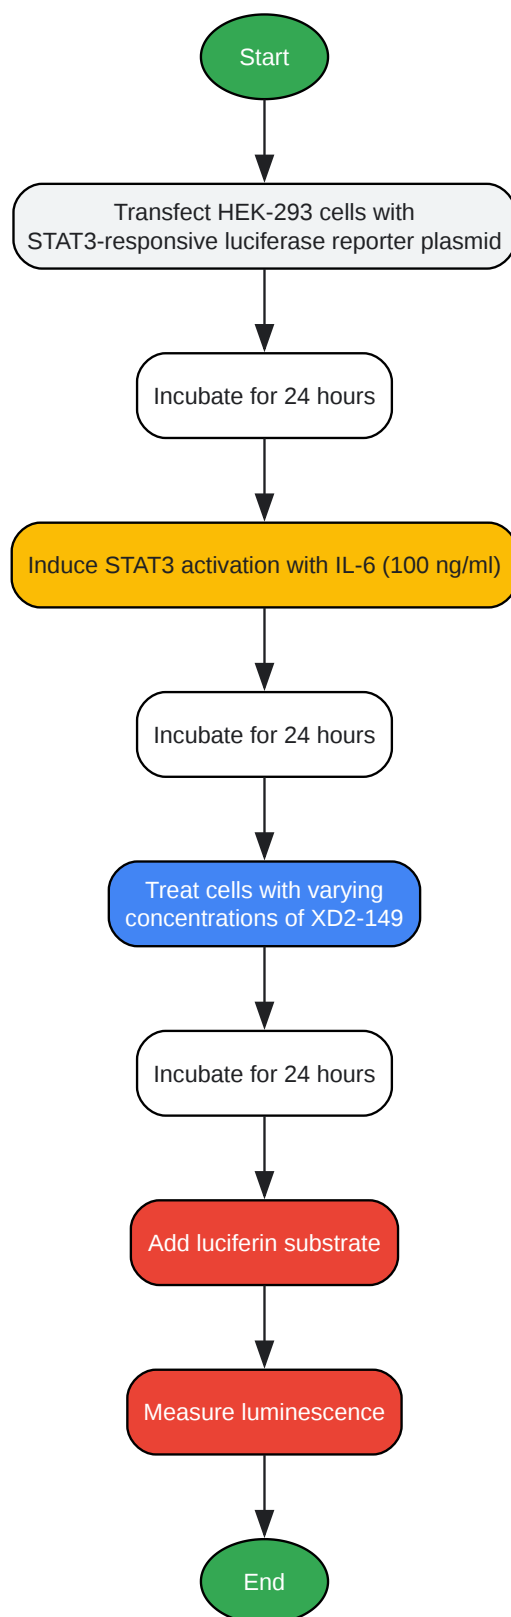 Start
Transfect HEK-293 cells with
STAT3-responsive luciferase reporter plasmid
Incubate for 24 hours
Induce STAT3 activation with IL-6 (100 ng/ml)
Incubate for 24 hours
Treat cells with varying
concentrations of XD2-149
Incubate for 24 hours
Add luciferin substrate
Measure luminescence
End